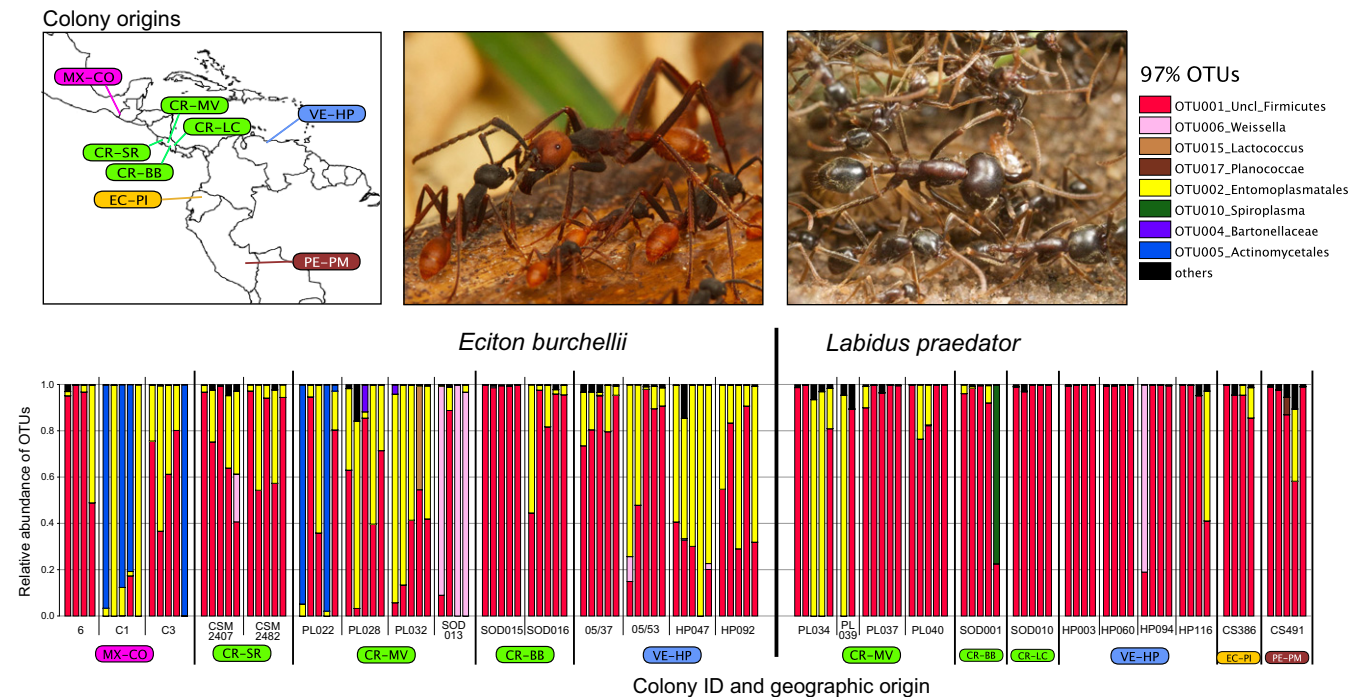 Colony origins
MX-CO
CR-MV
CR-LC
VE-HP
CR-SR
CR-BB
EC-PI
PE-PM
97% OTUs
OTU001_Uncl_Firmicutes
OTU006_Weissella
OTU015_Lactococcus
OTU017_Planococcae
OTU002_Entomoplasmatales
OTU010_Spiroplasma
OTU004_Bartonellaceae
OTU005_Actinomycetales
others
Eciton burchellii
Labidus praedator
Relative abundance of OTUs
1.0
0.8
0.6
0.4
0.2
0.0
6 C1 C3 CSM 2407 CSM 2482 PL022 PL028 PL032 SOD 013 SOD015 SOD016 05/37 05/53 HP047 HP092 PL034 PL 039 PL037 PL040 SOD001 SOD010 HP003 HP060 HP094 HP116 CS386 CS491
MX-CO CR-SR CR-MV CR-BB VE-HP CR-MV CR-BB CR-LC VE-HP EC-PI PE-PM
Colony ID and geographic origin